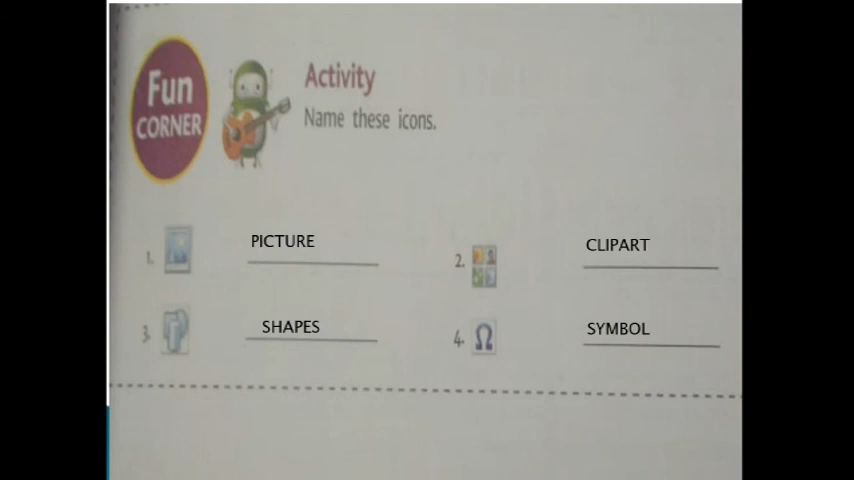 Fun
CORNER
Activity
Name these icons.
1. PICTURE
2. CLIPART
3. SHAPES
4. Ω SYMBOL